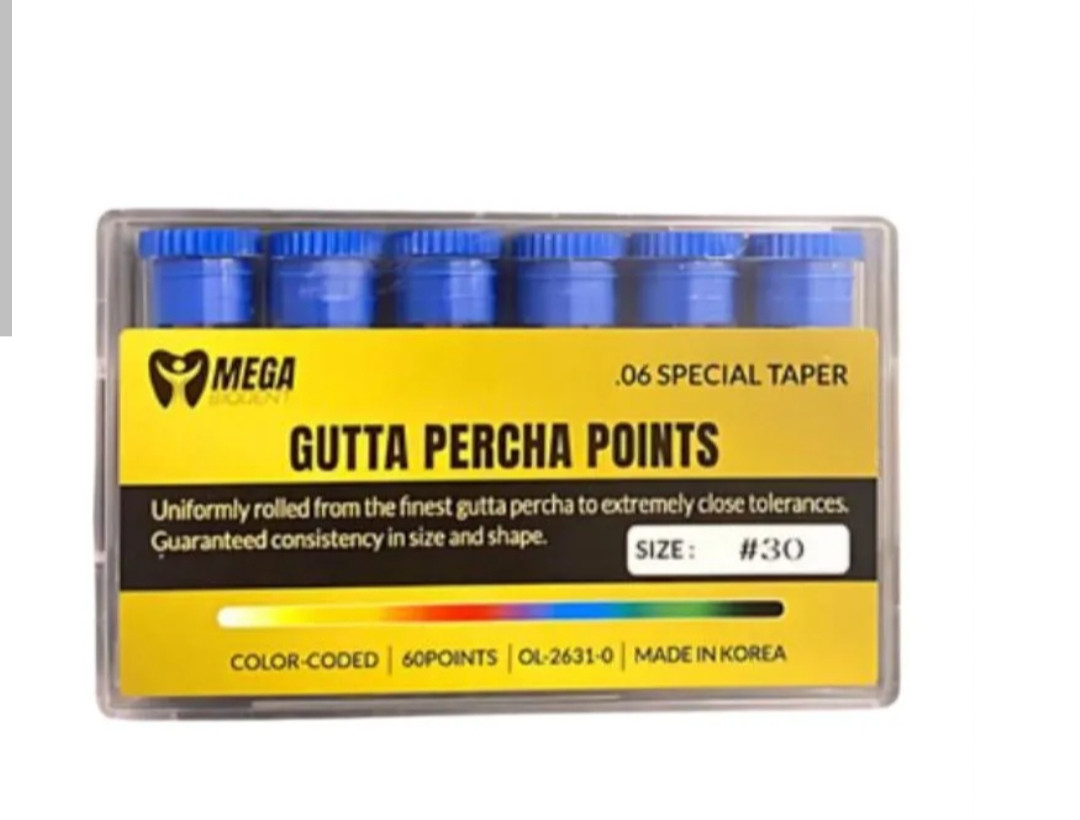 MEGA
BIODENT
.06 SPECIAL TAPER
GUTTA PERCHA POINTS
Uniformly rolled from the finest gutta percha to extremely close tolerances.
Guaranteed consistency in size and shape.
SIZE : #30
COLOR-CODED | 60POINTS | OL-2631-0 | MADE IN KOREA